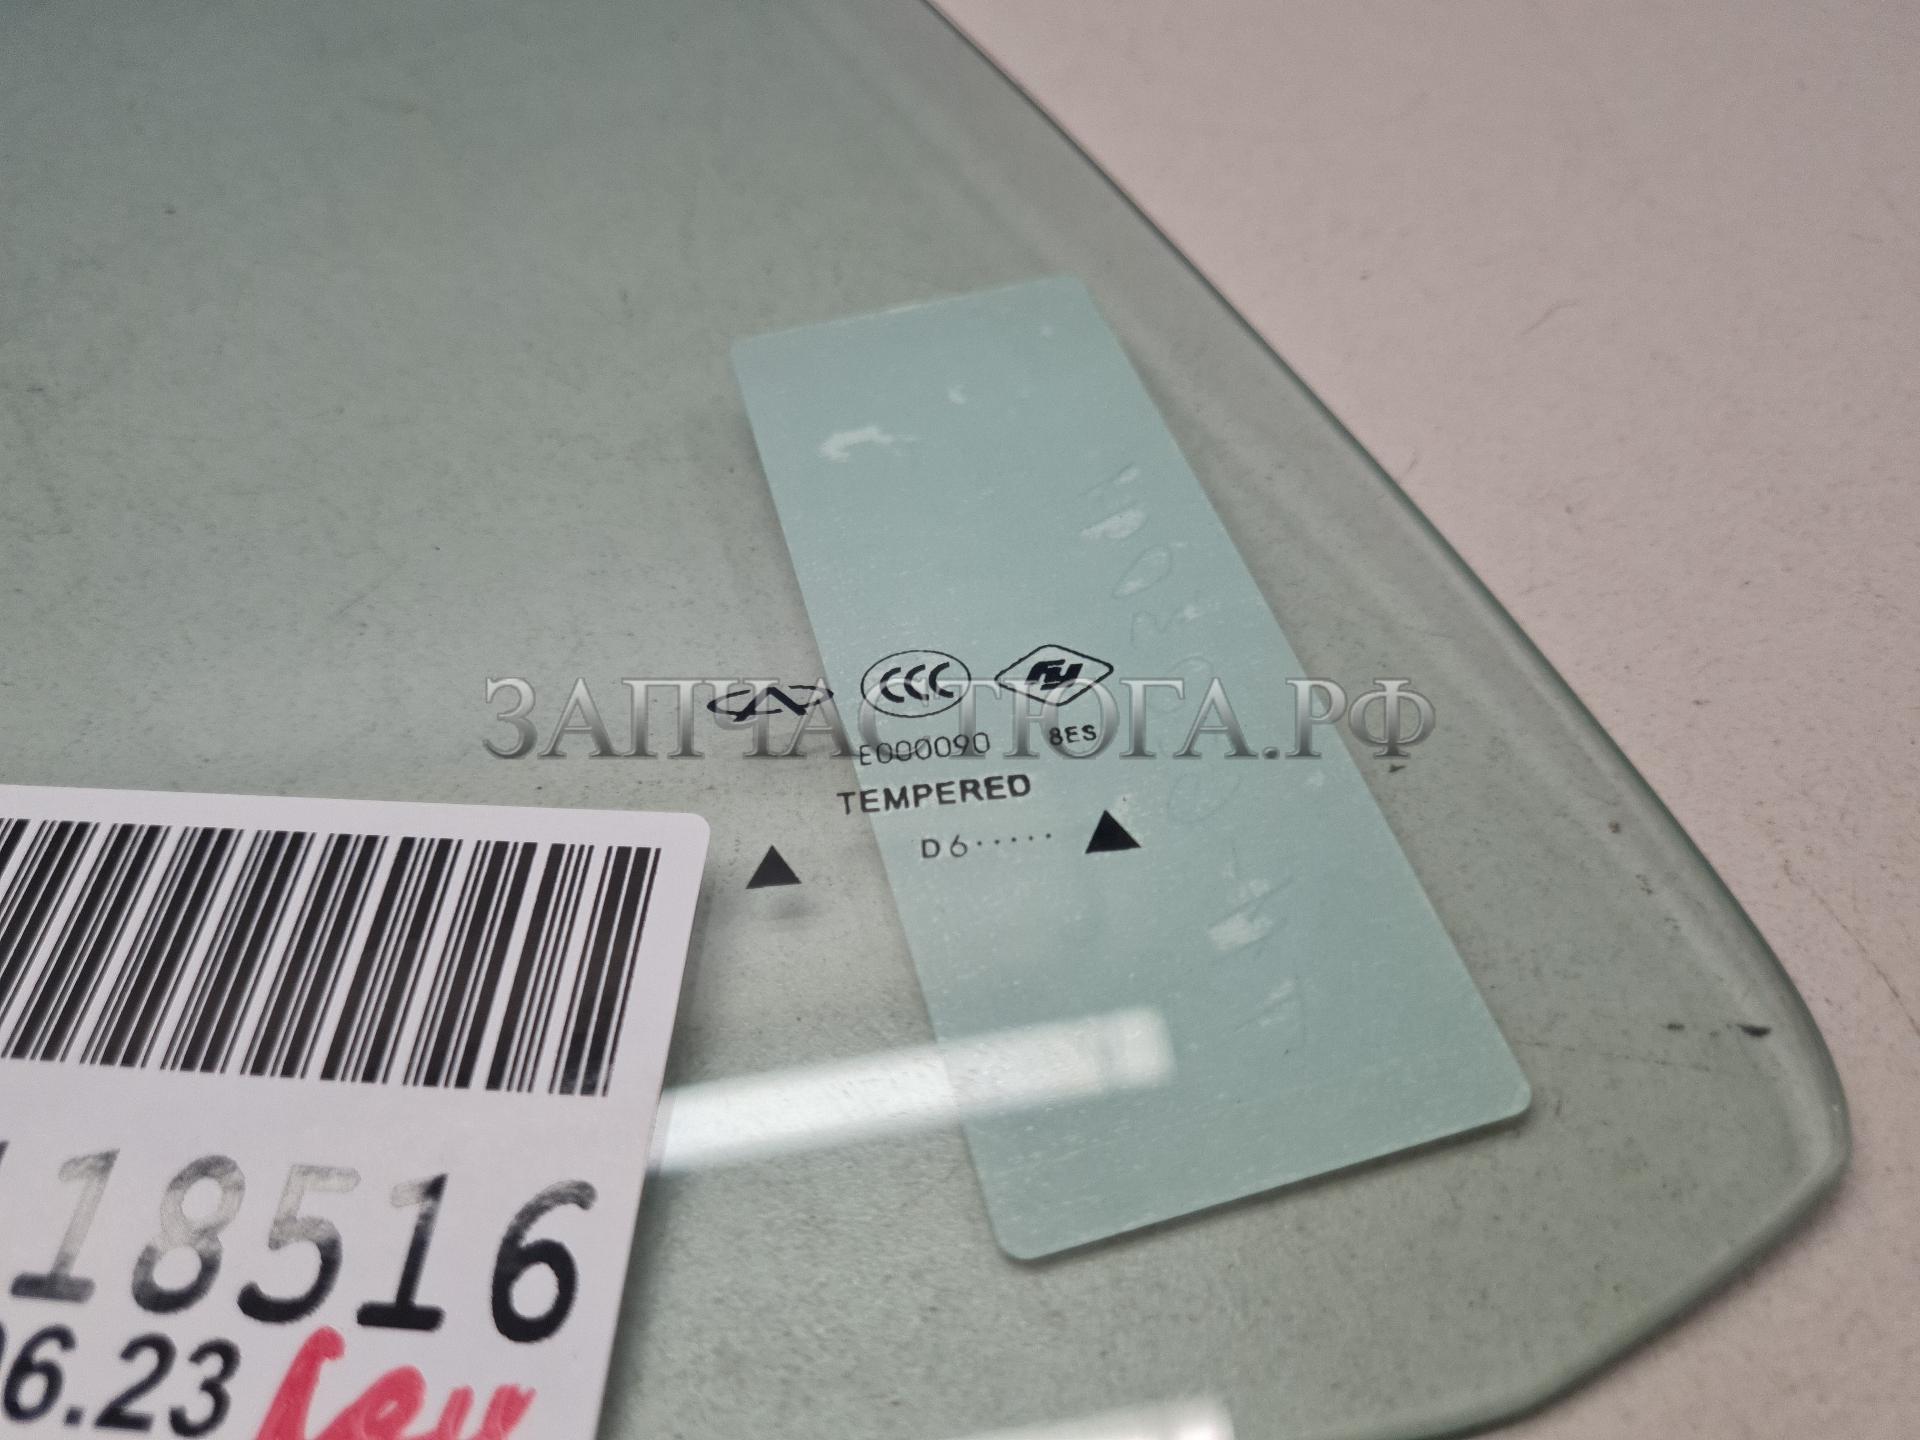 ЗАПЧАСТЮГА.РФ
CCC
E000090
8ES
TEMPERED
D6·····
18516
06.23